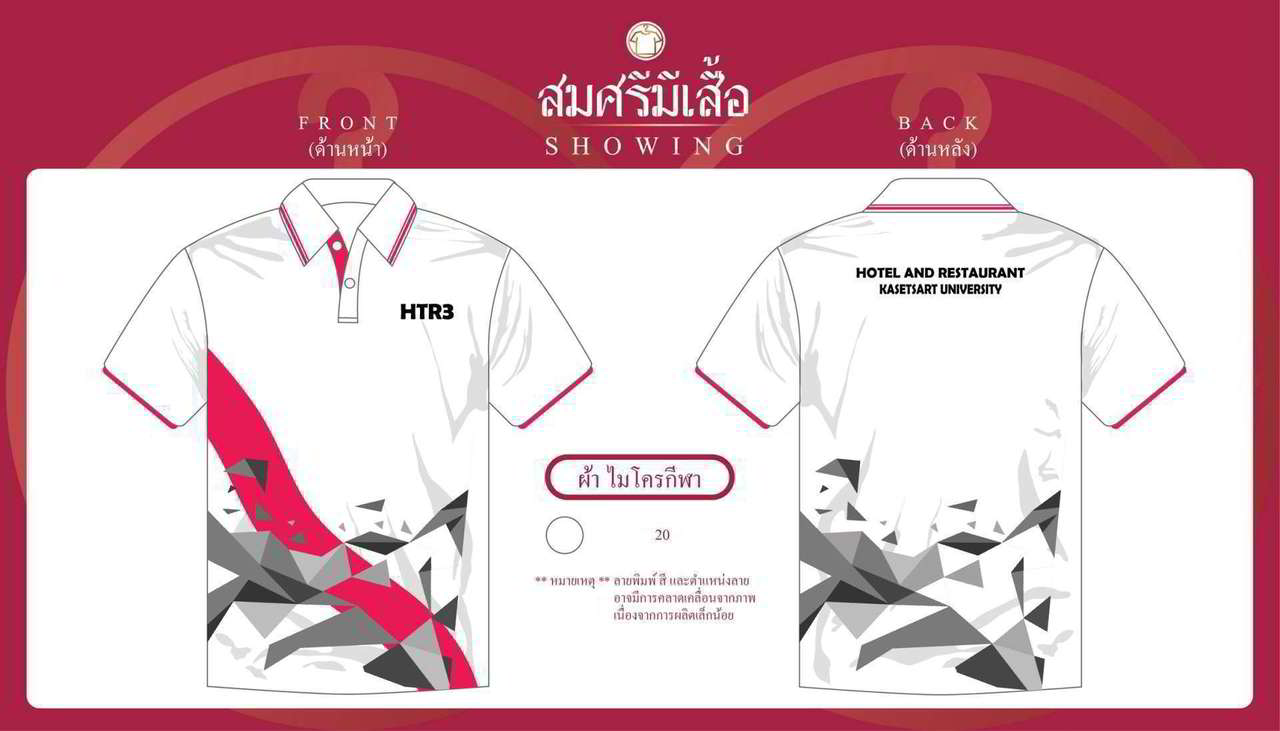 สมศรีมีเสื้อ
SHOWING
FRONT
(ด้านหน้า)
BACK
(ด้านหลัง)
HTR3
HOTEL AND RESTAURANT
KASETSART UNIVERSITY
ผ้า ไมโครกีฬา
20
** หมายเหตุ ** ลายพิมพ์ สี และตำแหน่งลาย
อาจมีการคลาดเคลื่อนจากภาพ
เนื่องจากการผลิตเล็กน้อย